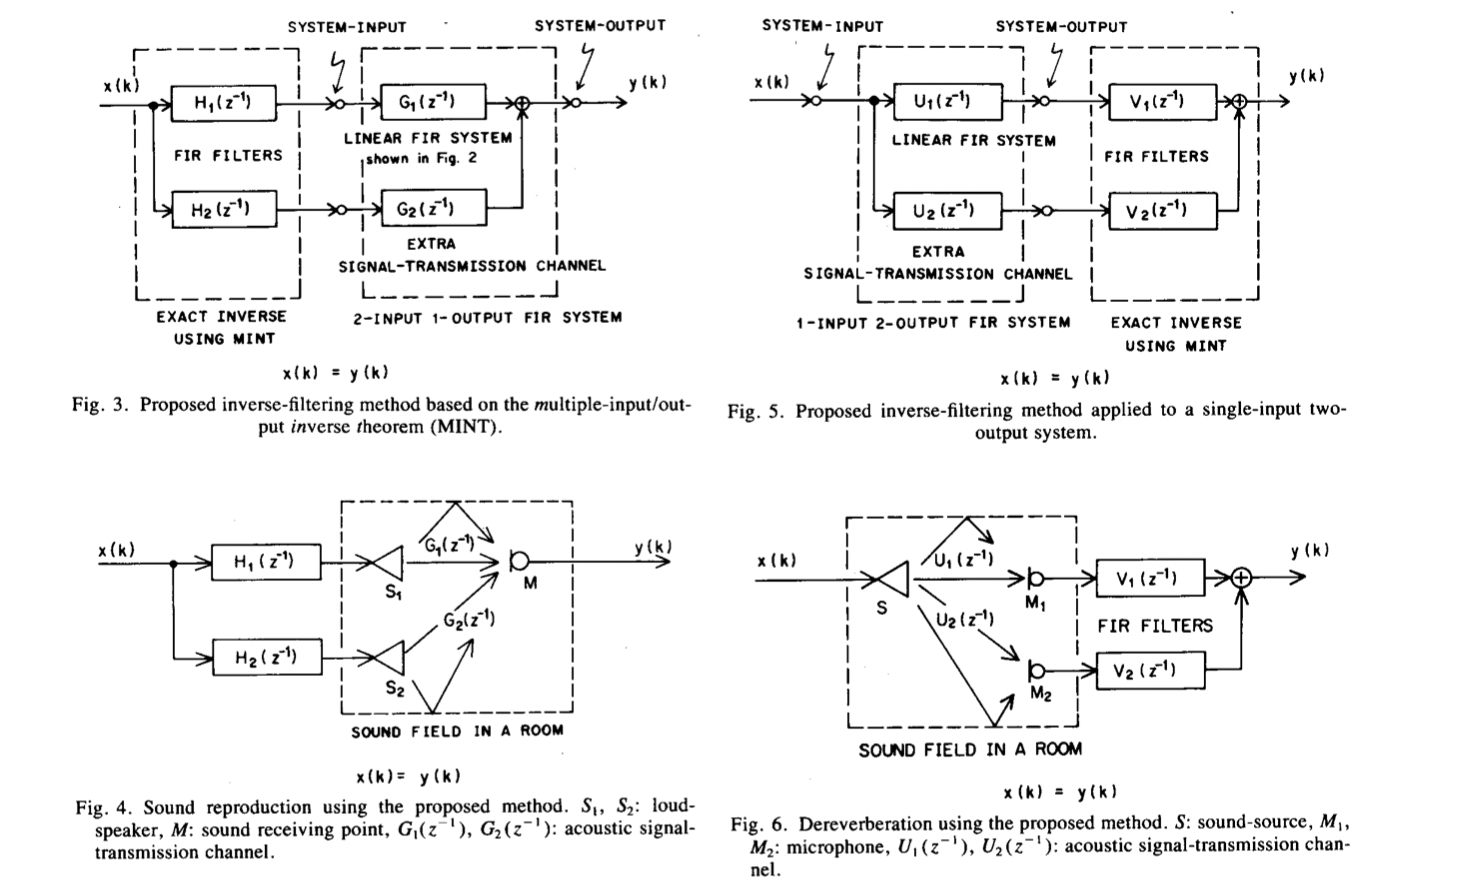 SYSTEM-INPUT
SYSTEM-OUTPUT
x(k)
H₁(z⁻¹)
G₁(z⁻¹)
y(k)
FIR FILTERS
LINEAR FIR SYSTEM
shown in Fig. 2
H₂(z⁻¹)
G₂(z⁻¹)
EXTRA
SIGNAL-TRANSMISSION CHANNEL
EXACT INVERSE
USING MINT
2-INPUT 1-OUTPUT FIR SYSTEM
x(k) = y(k)
Fig. 3. Proposed inverse-filtering method based on the multiple-input/out-
put inverse theorem (MINT).
SYSTEM-INPUT
SYSTEM-OUTPUT
x(k)
U₁(z⁻¹)
V₁(z⁻¹)
y(k)
LINEAR FIR SYSTEM
FIR FILTERS
U₂(z⁻¹)
V₂(z⁻¹)
EXTRA
SIGNAL-TRANSMISSION CHANNEL
1-INPUT 2-OUTPUT FIR SYSTEM
EXACT INVERSE
USING MINT
x(k) = y(k)
Fig. 5. Proposed inverse-filtering method applied to a single-input two-
output system.
x(k)
H₁(z⁻¹)
S₁
G₁(z⁻¹)
M
y(k)
H₂(z⁻¹)
S₂
G₂(z⁻¹)
SOUND FIELD IN A ROOM
x(k)= y(k)
Fig. 4. Sound reproduction using the proposed method. S₁, S₂: loud-
speaker, M: sound receiving point, G₁(z⁻¹), G₂(z⁻¹): acoustic signal-
transmission channel.
x(k)
S
U₁(z⁻¹)
M₁
V₁(z⁻¹)
y(k)
U₂(z⁻¹)
FIR FILTERS
M₂
V₂(z⁻¹)
SOUND FIELD IN A ROOM
x(k) = y(k)
Fig. 6. Dereverberation using the proposed method. S: sound-source, M₁,
M₂: microphone, U₁(z⁻¹), U₂(z⁻¹): acoustic signal-transmission chan-
nel.